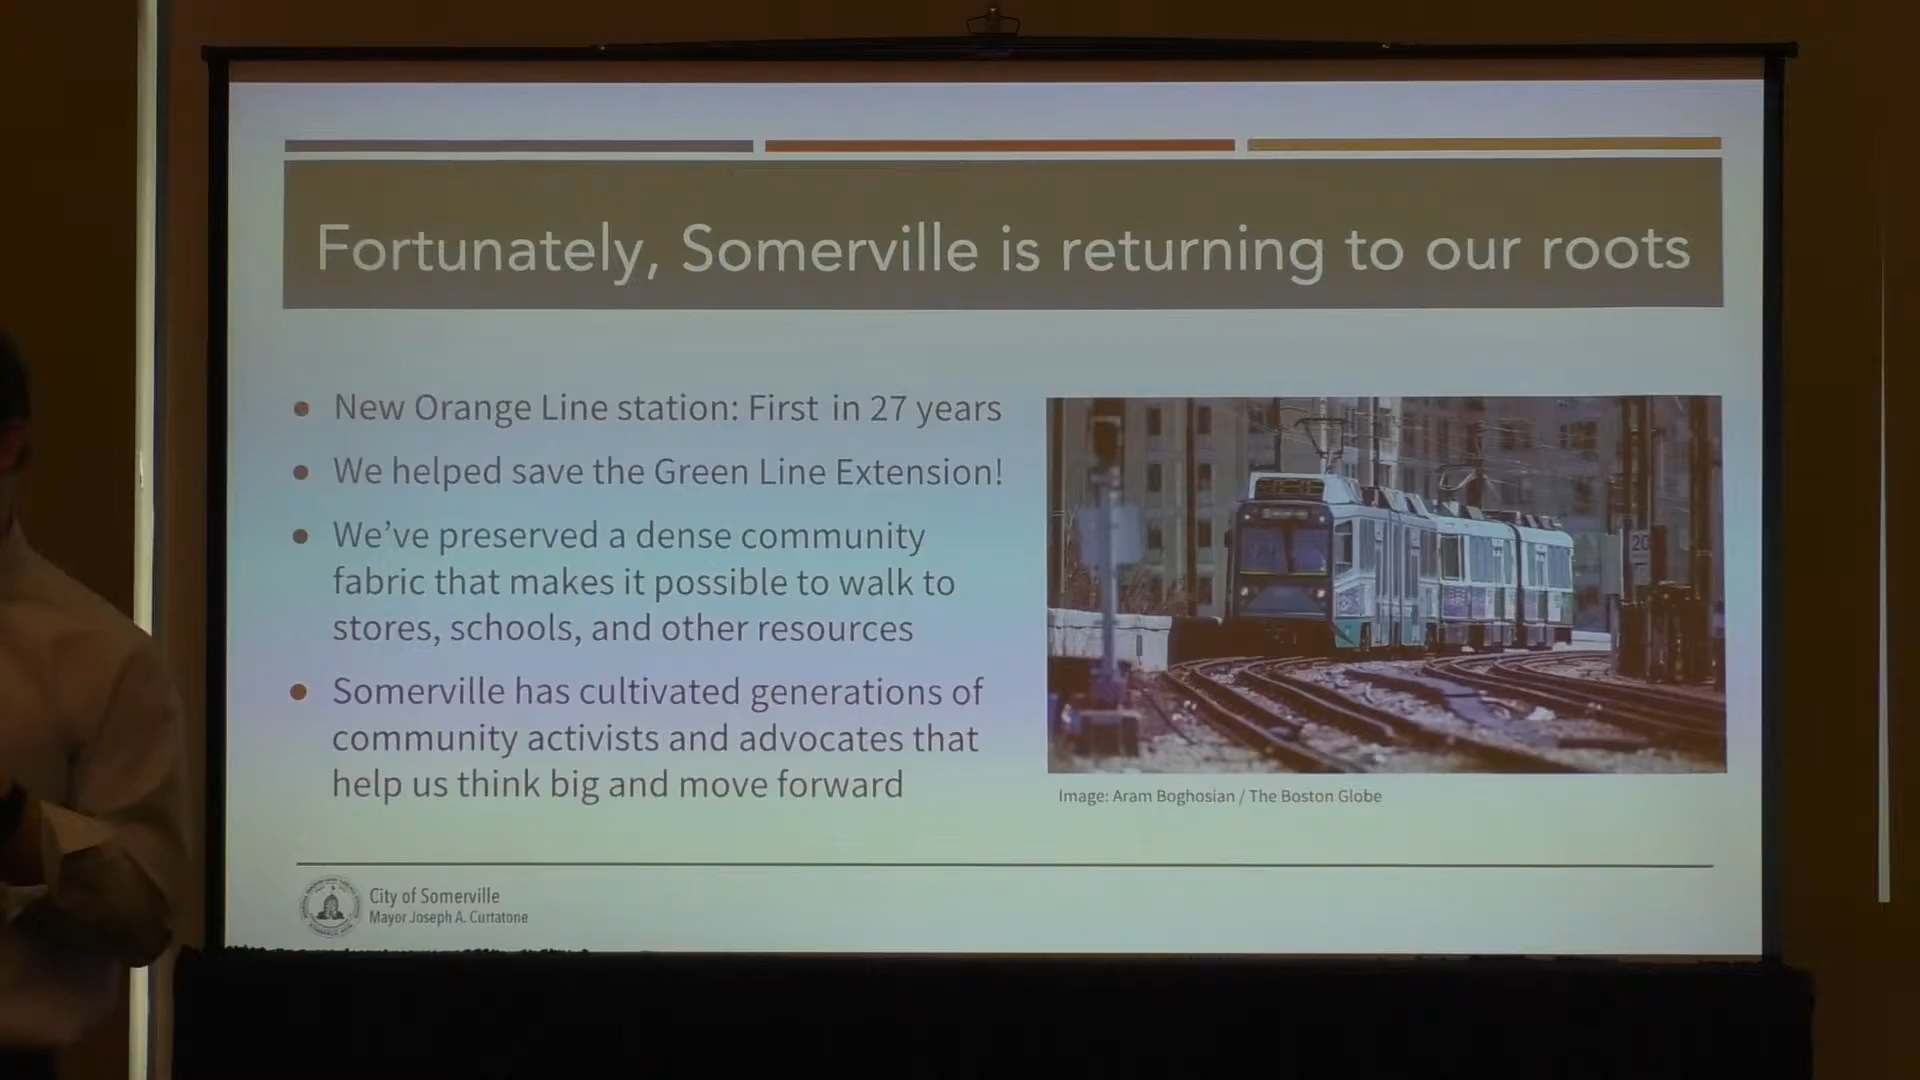 Fortunately, Somerville is returning to our roots
New Orange Line station: First in 27 years
We helped save the Green Line Extension!
We've preserved a dense community
fabric that makes it possible to walk to
stores, schools, and other resources
Somerville has cultivated generations of
community activists and advocates that
help us think big and move forward
20
Image: Aram Boghosian / The Boston Globe
City of Somerville
Mayor Joseph A. Curtatone